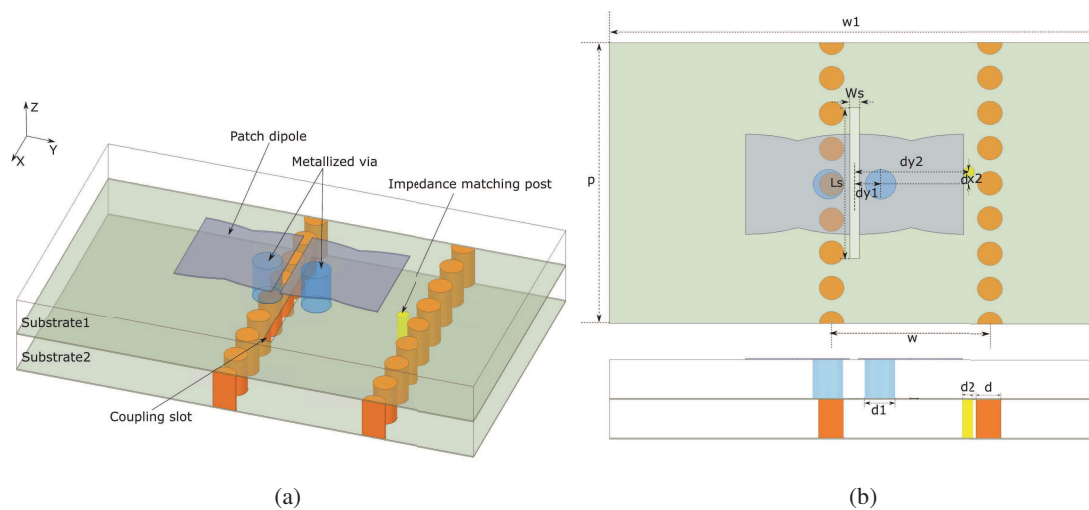 Z
X
Y
Patch dipole
Metallized via
Impedance matching post
Substrate1
Substrate2
Coupling slot
(a)
w1
Ws
p
dy2
Ls
dx2
dy1
w
d2
d
d1
(b)